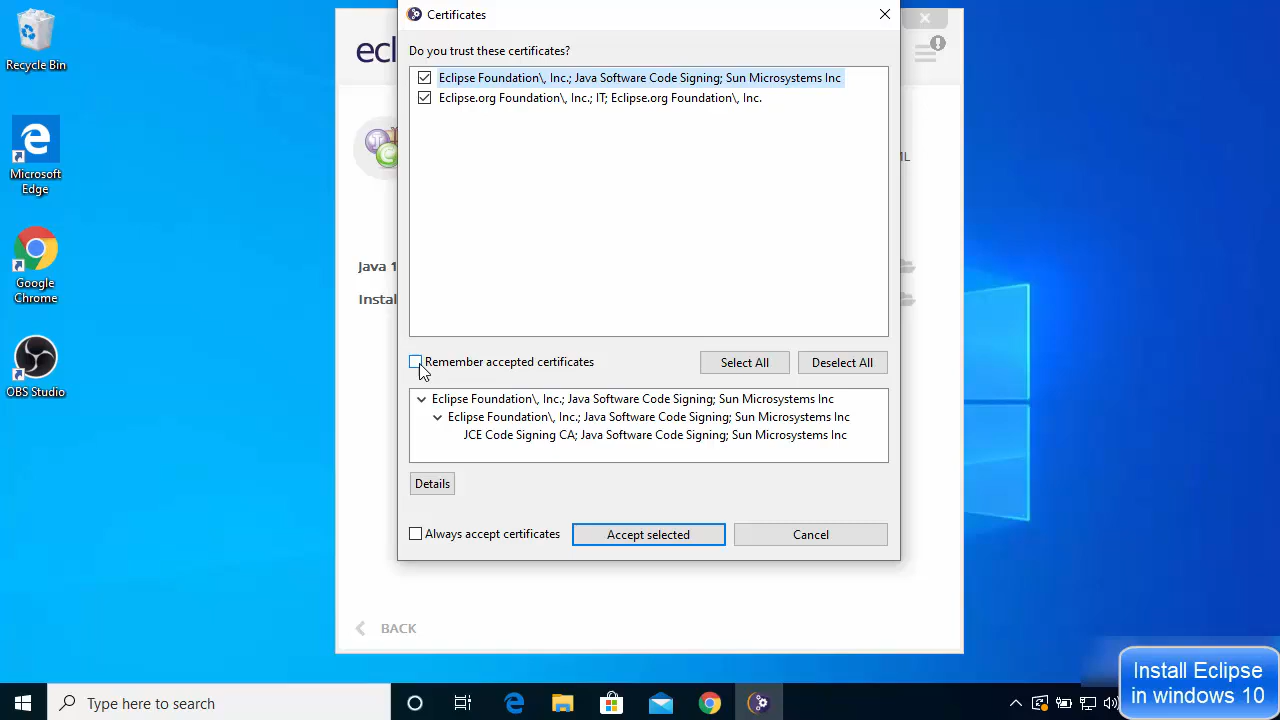 Recycle Bin
Microsoft
Edge
Google
Chrome
OBS Studio
ecl
ML
Java 1
Instal
BACK
Certificates
Do you trust these certificates?
Eclipse Foundation\, Inc.; Java Software Code Signing; Sun Microsystems Inc
Eclipse.org Foundation\, Inc.; IT; Eclipse.org Foundation\, Inc.
Remember accepted certificates
Select All
Deselect All
Eclipse Foundation\, Inc.; Java Software Code Signing; Sun Microsystems Inc
Eclipse Foundation\, Inc.; Java Software Code Signing; Sun Microsystems Inc
JCE Code Signing CA; Java Software Code Signing; Sun Microsystems Inc
Details
Always accept certificates
Accept selected
Cancel
Type here to search
Install Eclipse
in windows 10